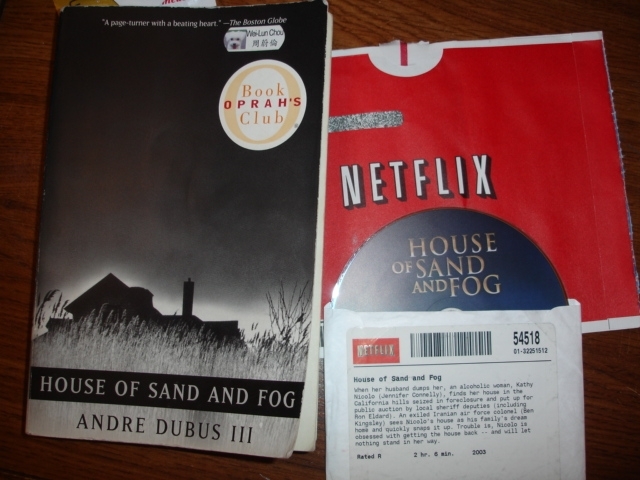 "A page-turner with a beating heart." —The Boston Globe
Wei-Lun Chou
周蔚倫
Book
OPRAH'S
Club
HOUSE OF SAND AND FOG
ANDRE DUBUS III
NETFLIX
HOUSE
OF SAND
AND FOG
NETFLIX
54518
01-32251512
House of Sand and Fog
When her husband dumps her, an alcoholic woman, Kathy
Nicolo (Jennifer Connelly), finds her house in the
California hills seized in foreclosure and put up for
public auction by local sheriff deputies (including
Ron Eldard). An exiled Iranian air force colonel (Ben
Kingsley) sees Nicolo's house as his family's dream
home and quickly snaps it up. Trouble is, Nicolo is
obsessed with getting the house back -- and will let
nothing stand in her way.
Rated R 2 hr. 6 min. 2003